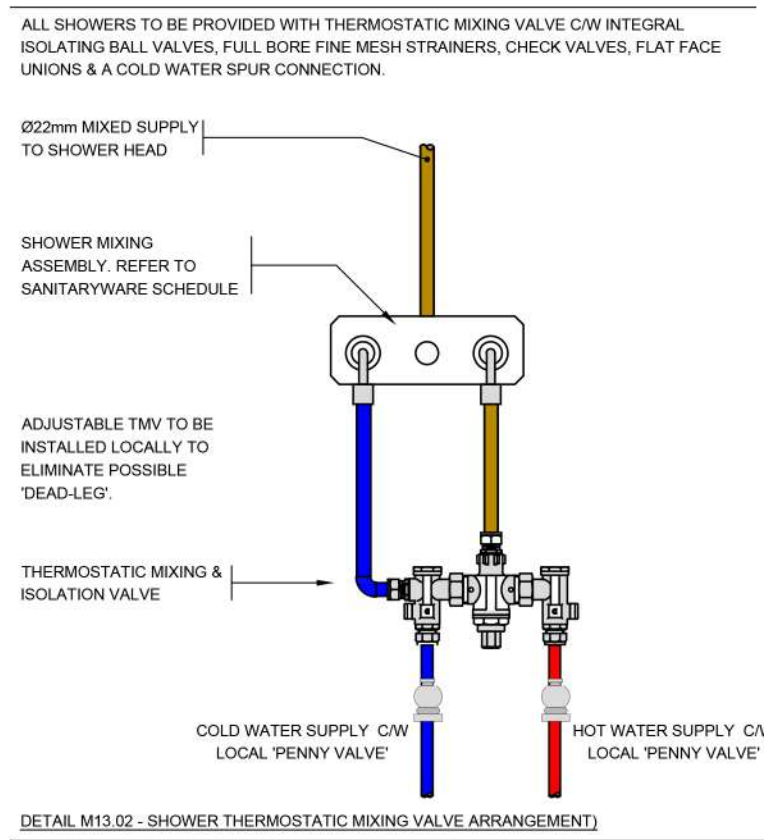 ALL SHOWERS TO BE PROVIDED WITH THERMOSTATIC MIXING VALVE C/W INTEGRAL
ISOLATING BALL VALVES, FULL BORE FINE MESH STRAINERS, CHECK VALVES, FLAT FACE
UNIONS & A COLD WATER SPUR CONNECTION.
Ø22mm MIXED SUPPLY
TO SHOWER HEAD
SHOWER MIXING
ASSEMBLY. REFER TO
SANITARYWARE SCHEDULE
ADJUSTABLE TMV TO BE
INSTALLED LOCALLY TO
ELIMINATE POSSIBLE
'DEAD-LEG'.
THERMOSTATIC MIXING &
ISOLATION VALVE
COLD WATER SUPPLY C/W
LOCAL 'PENNY VALVE'
HOT WATER SUPPLY C/W
LOCAL 'PENNY VALVE'
DETAIL M13.02 - SHOWER THERMOSTATIC MIXING VALVE ARRANGEMENT)